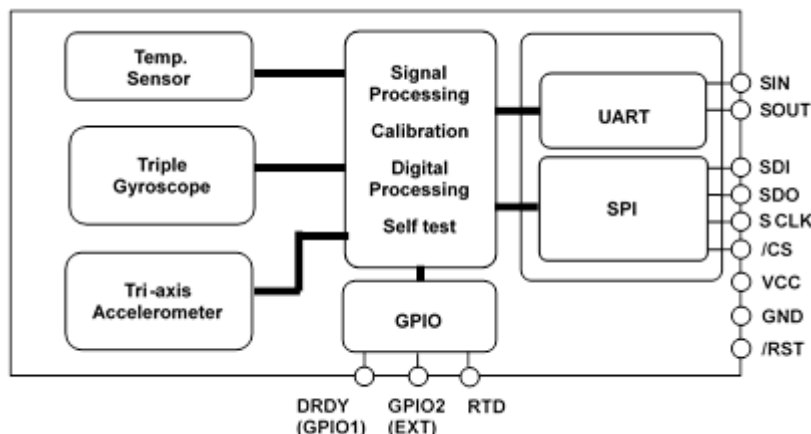 Temp.
Sensor
Triple
Gyroscope
Tri-axis
Accelerometer
Signal
Processing
Calibration
Digital
Processing
Self test
GPIO
UART
SPI
SIN
SOUT
SDI
SDO
S CLK
/CS
VCC
GND
/RST
DRDY
(GPIO1)
GPIO2
(EXT)
RTD